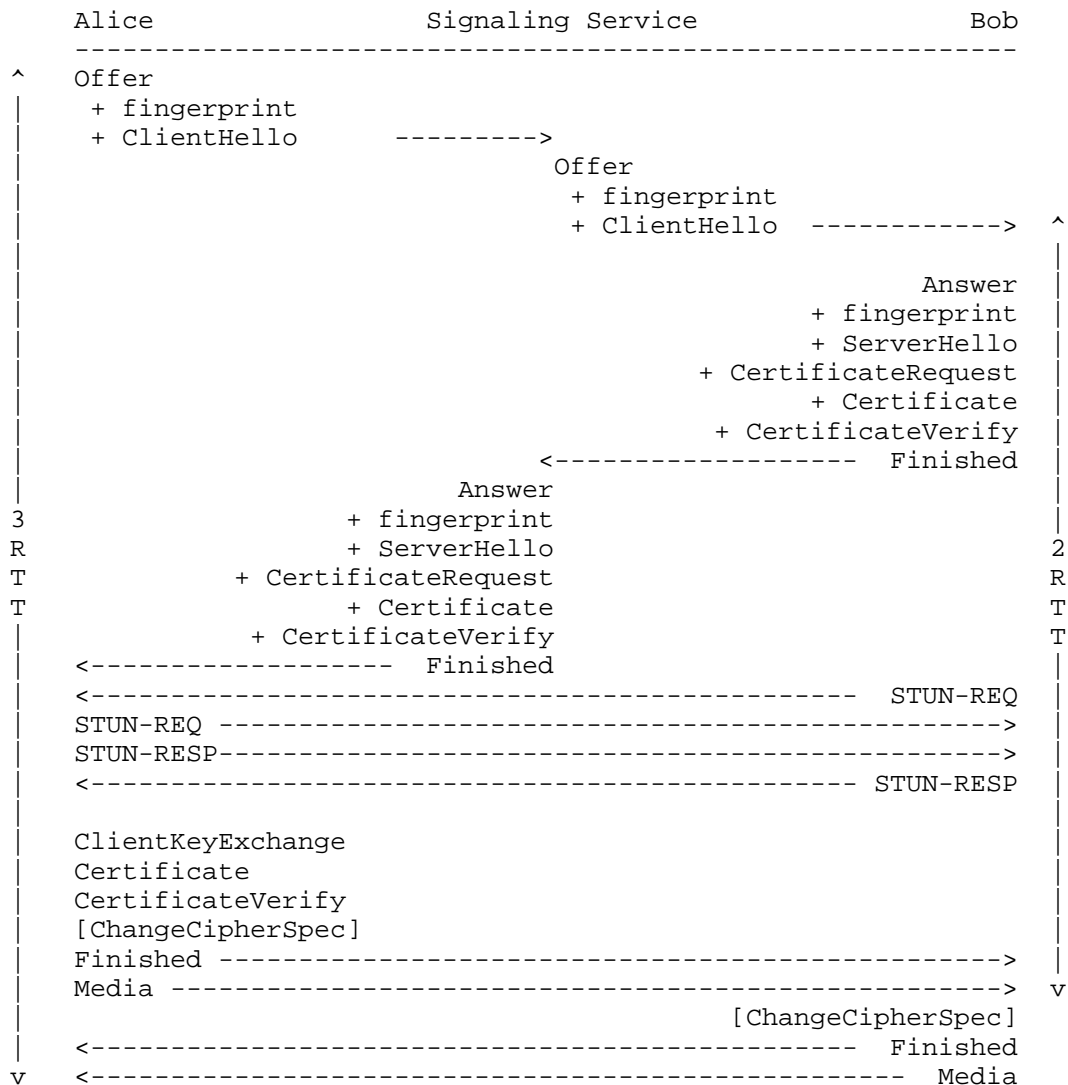 Alice Signaling Service Bob
------------------------------------------------------------
^ Offer
| + fingerprint
| + ClientHello --------->
| Offer
| + fingerprint
| + ClientHello ------------> ^
| |
| Answer |
| + fingerprint |
| + ServerHello |
| + CertificateRequest |
| + Certificate |
| + CertificateVerify |
| <-------------------- Finished |
| Answer |
3 + fingerprint |
R + ServerHello 2
T + CertificateRequest R
T + Certificate T
| + CertificateVerify T
| <------------------- Finished |
| <------------------------------------------------ STUN-REQ |
| STUN-REQ --------------------------------------------------> |
| STUN-RESP--------------------------------------------------> |
| <------------------------------------------------ STUN-RESP |
| |
| ClientKeyExchange |
| Certificate |
| CertificateVerify |
| [ChangeCipherSpec] |
| Finished --------------------------------------------------> |
| Media -----------------------------------------------------> v
| [ChangeCipherSpec]
| <------------------------------------------------ Finished
v <--------------------------------------------------- Media